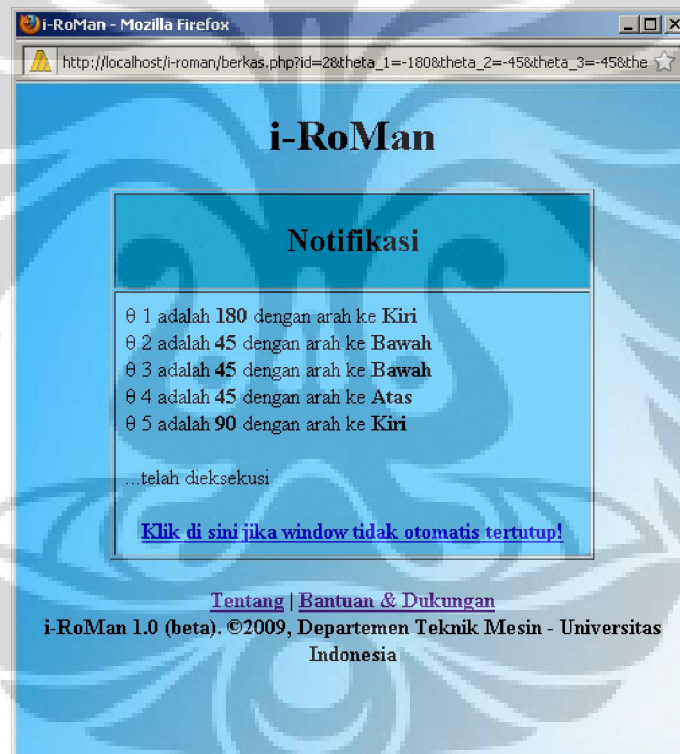 i-RoMan - Mozilla Firefox
http://localhost/i-roman/berkas.php?id=2&theta_1=-180&theta_2=-45&theta_3=-45&the
i-RoMan
Notifikasi
θ 1 adalah 180 dengan arah ke Kiri
θ 2 adalah 45 dengan arah ke Bawah
θ 3 adalah 45 dengan arah ke Bawah
θ 4 adalah 45 dengan arah ke Atas
θ 5 adalah 90 dengan arah ke Kiri
...telah dieksekusi
Klik di sini jika window tidak otomatis tertutup!
Tentang | Bantuan & Dukungan
i-RoMan 1.0 (beta). ©2009, Departemen Teknik Mesin - Universitas
Indonesia